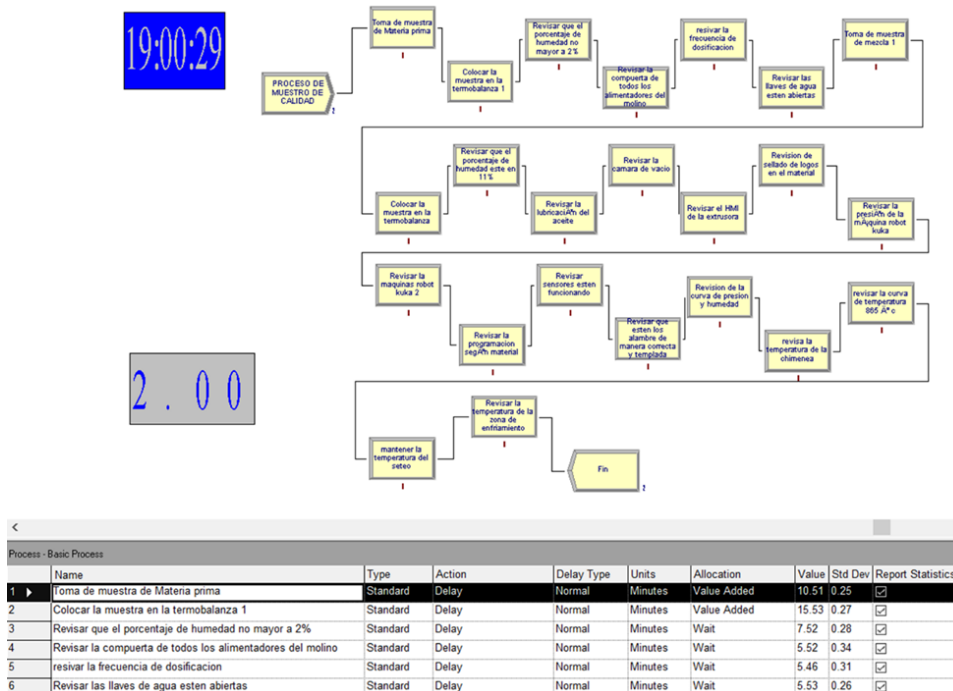 19:00:29
PROCESO DE
MUESTRO DE
CALIDAD
2
Toma de muestra
de Materia prima
Colocar la
muestra en la
termobalanza 1
Revisar que el
porcentaje de
humedad no
mayor a 2%
Revisar la
compuerta de
todos los
alimentadores del
molino
resivar la
frecuencia de
dosificacion
Revisar las
llaves de agua
esten abiertas
Toma de muestra
de mezcla 1
Colocar la
muestra en la
termobalanza
Revisar que el
porcentaje de
humedad este en
11%
Revisar la
lubricación del
aceite
Revisar la
camara de vacio
Revisar el HMI
de la extrusora
Revision de
sellado de logos
en el material
Revisar la
presiÃ³n de la
mÃ¡quina robot
kuka
Revisar la
maquinas robot
kuka 2
Revisar la
programacion
segÃºn material
Revisar
sensores esten
funcionando
Revisar que
esten los
alambre de
manera correcta
y templada
Revision de la
curva de presion
y humedad
revisa la
temperatura de la
chimenea
revisar la curva
de temperatura
865 Â° c
2.00
mantener la
temperatura del
seteo
Revisar la
temperatura de la
zona de
enfriamiento
Fin
2
Process - Basic Process
Name Type Action Delay Type Units Allocation Value Std Dev Report Statistics
1 Toma de muestra de Materia prima Standard Delay Normal Minutes Value Added 10.51 0.25
2 Colocar la muestra en la termobalanza 1 Standard Delay Normal Minutes Value Added 15.53 0.27
3 Revisar que el porcentaje de humedad no mayor a 2% Standard Delay Normal Minutes Wait 7.52 0.28
4 Revisar la compuerta de todos los alimentadores del molino Standard Delay Normal Minutes Wait 5.52 0.34
5 resivar la frecuencia de dosificacion Standard Delay Normal Minutes Wait 5.46 0.31
6 Revisar las llaves de agua esten abiertas Standard Delay Normal Minutes Wait 5.53 0.26